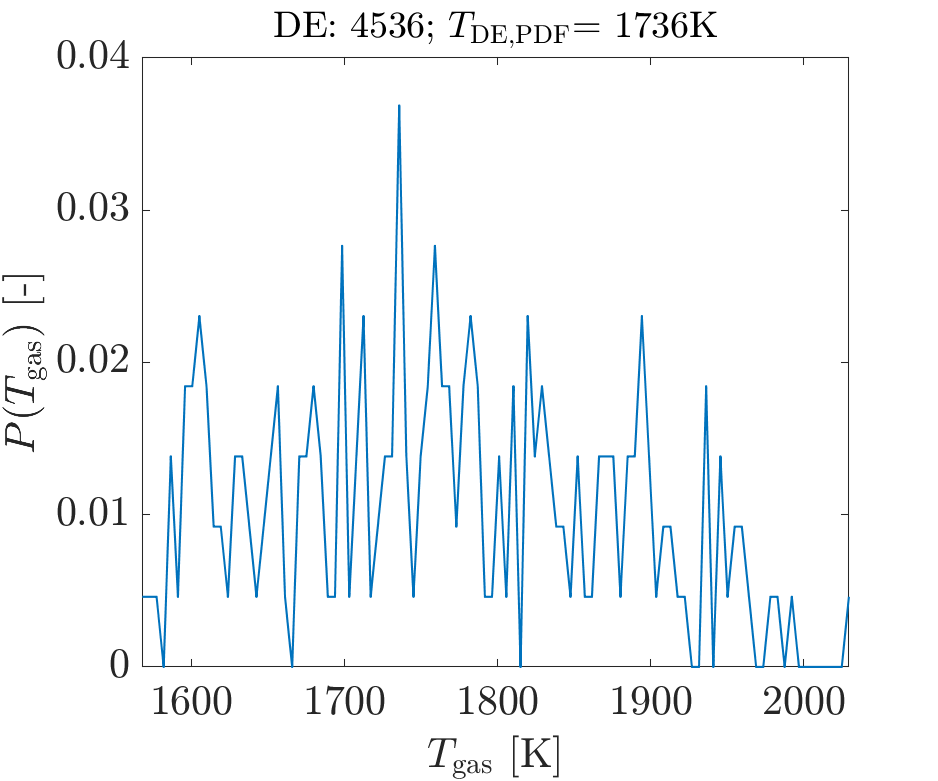 DE: 4536; T_DE,PDF= 1736K
0.04
0.03
0.02
0.01
0
P(T_gas) [-]
1600 1700 1800 1900 2000
T_gas [K]